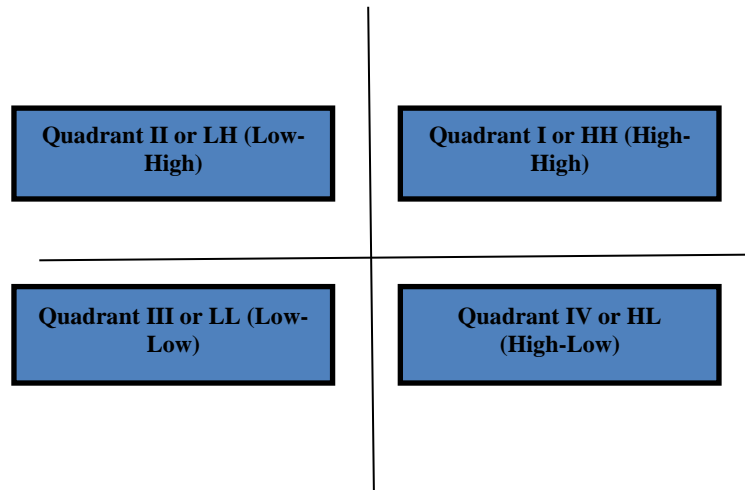 Quadrant II or LH (Low-
High)
Quadrant I or HH (High-
High)
Quadrant III or LL (Low-
Low)
Quadrant IV or HL
(High-Low)